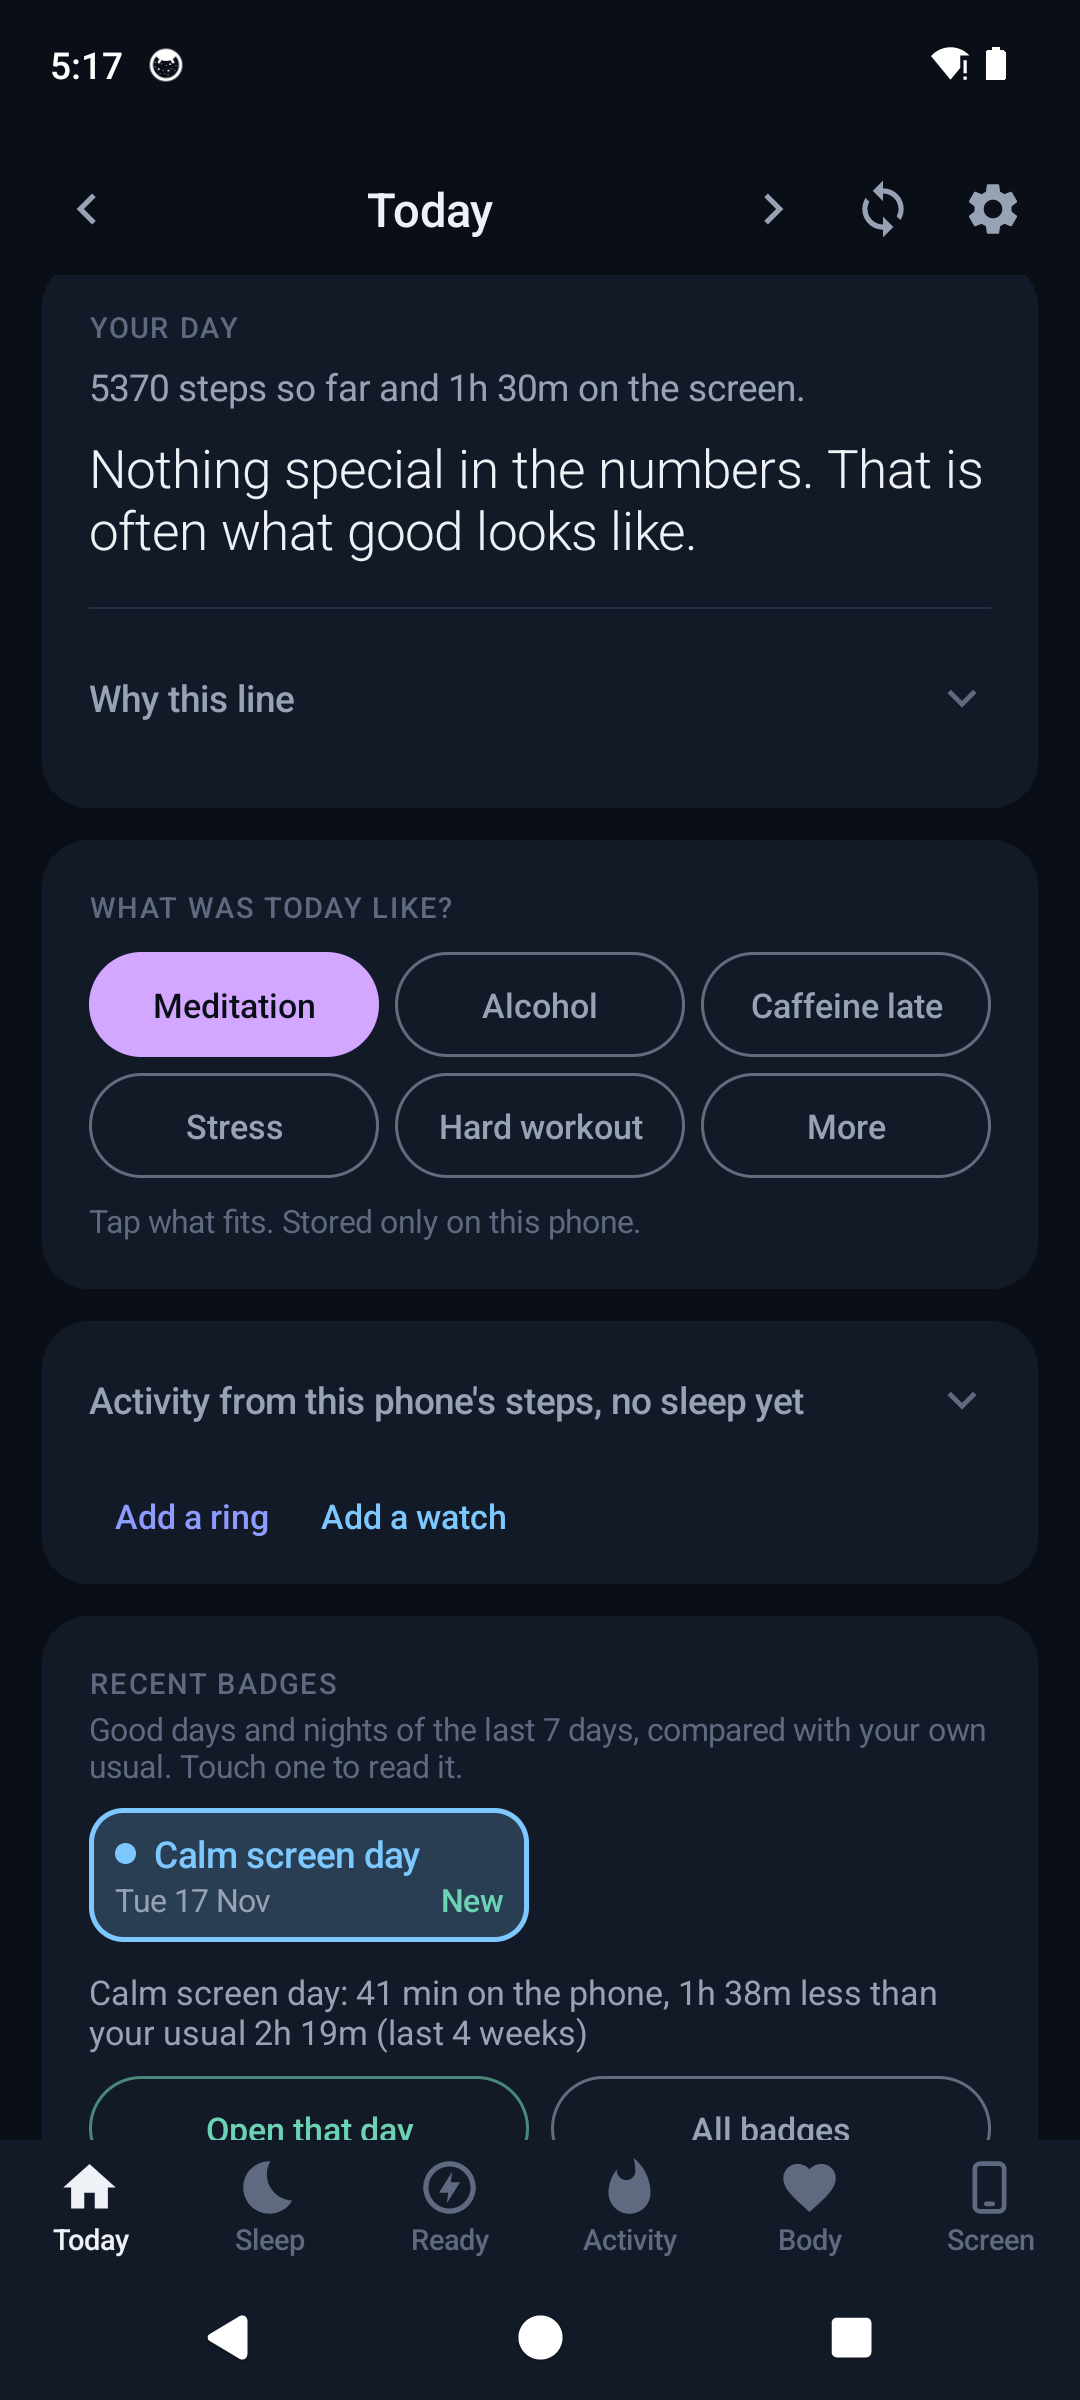 5:17
Today
YOUR DAY
5370 steps so far and 1h 30m on the screen.
Nothing special in the numbers. That is
often what good looks like.
Why this line
WHAT WAS TODAY LIKE?
Meditation
Alcohol
Caffeine late
Stress
Hard workout
More
Tap what fits. Stored only on this phone.
Activity from this phone's steps, no sleep yet
Add a ring
Add a watch
RECENT BADGES
Good days and nights of the last 7 days, compared with your own
usual. Touch one to read it.
Calm screen day
Tue 17 Nov
New
Calm screen day: 41 min on the phone, 1h 38m less than
your usual 2h 19m (last 4 weeks)
Open that day
All badges
Today
Sleep
Ready
Activity
Body
Screen